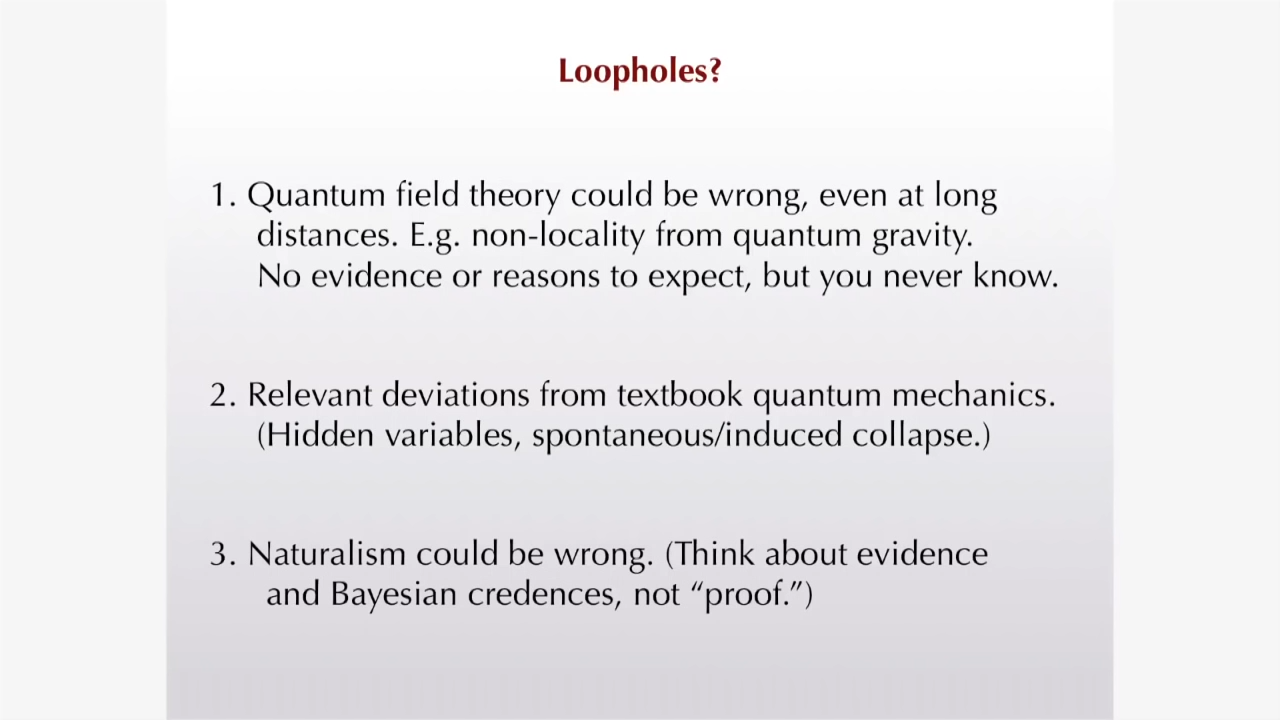 Loopholes?
1. Quantum field theory could be wrong, even at long
distances. E.g. non-locality from quantum gravity.
No evidence or reasons to expect, but you never know.
2. Relevant deviations from textbook quantum mechanics.
(Hidden variables, spontaneous/induced collapse.)
3. Naturalism could be wrong. (Think about evidence
and Bayesian credences, not “proof.”)